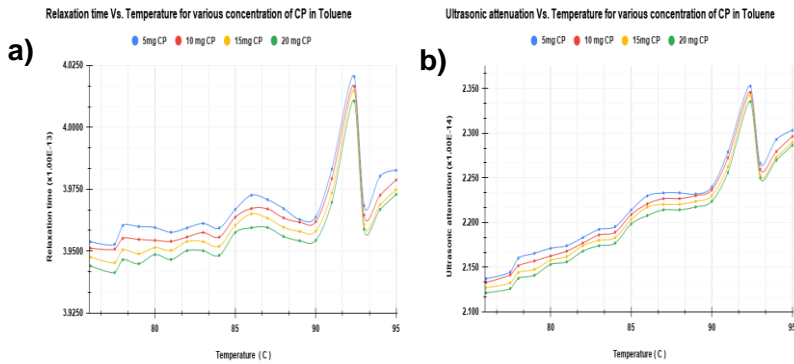 Relaxation time Vs. Temperature for various concentration of CP in Toluene
5mg CP 10 mg CP 15mg CP 20 mg CP
a)
4.0250
4.0000
3.9750
3.9500
3.9250
Relaxation time (x1.00E-13)
80 85 90 95
Temperature ( C )
Ultrasonic attenuation Vs. Temperature for various concentration of CP in Toluene
5mg CP 10 mg CP 15mg CP 20 mg CP
b)
2.350
2.300
2.250
2.200
2.150
2.100
Ultrasonic attenuation (x1.00E-14)
80 85 90 95
Temperature ( C )